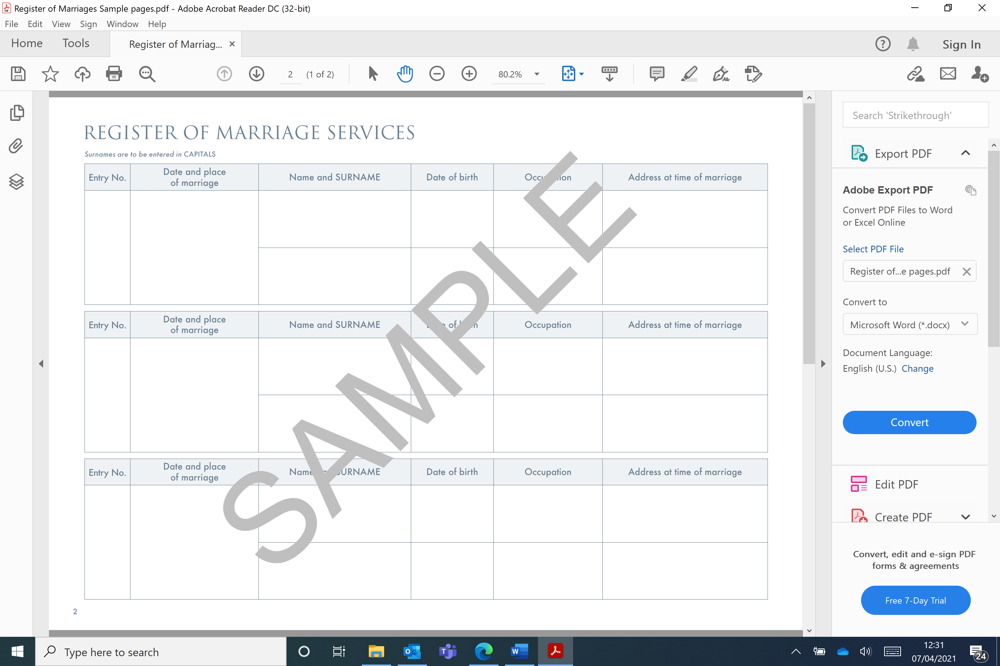 Register of Marriages Sample pages.pdf - Adobe Acrobat Reader DC (32-bit)
File Edit View Sign Window Help
Home Tools Register of Marriag... Sign In
2 (1 of 2) 80.2%
REGISTER OF MARRIAGE SERVICES
Surnames are to be entered in CAPITALS
Entry No. Date and place of marriage Name and SURNAME Date of birth Occupation Address at time of marriage
Entry No. Date and place of marriage Name and SURNAME Date of birth Occupation Address at time of marriage
Entry No. Date and place of marriage Name and SURNAME Date of birth Occupation Address at time of marriage
SAMPLE
2
Search 'Strikethrough'
Export PDF
Adobe Export PDF
Convert PDF Files to Word
or Excel Online
Select PDF File
Register of...e pages.pdf
Convert to
Microsoft Word (*.docx)
Document Language:
English (U.S.) Change
Convert
Edit PDF
Create PDF
Convert, edit and e-sign PDF
forms & agreements
Free 7-Day Trial
Type here to search
12:31
07/04/2021
24